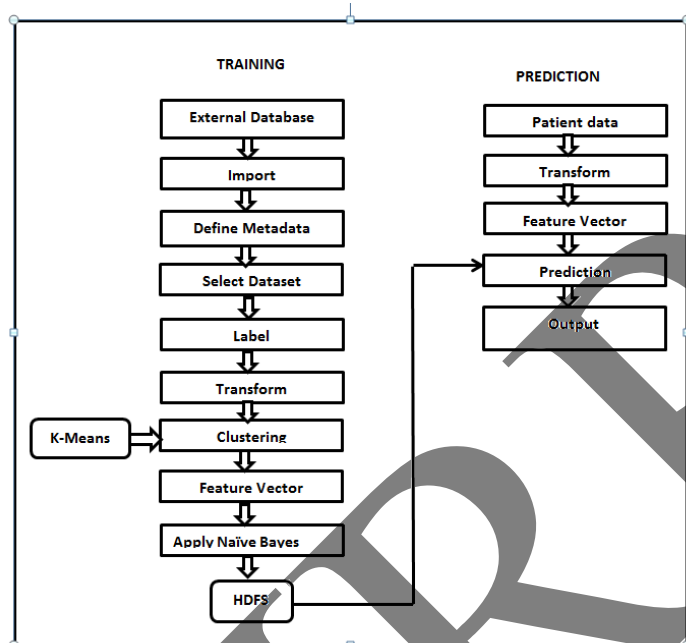 TRAINING
External Database
Import
Define Metadata
Select Dataset
Label
Transform
K-Means
Clustering
Feature Vector
Apply Naïve Bayes
HDFS
PREDICTION
Patient data
Transform
Feature Vector
Prediction
Output